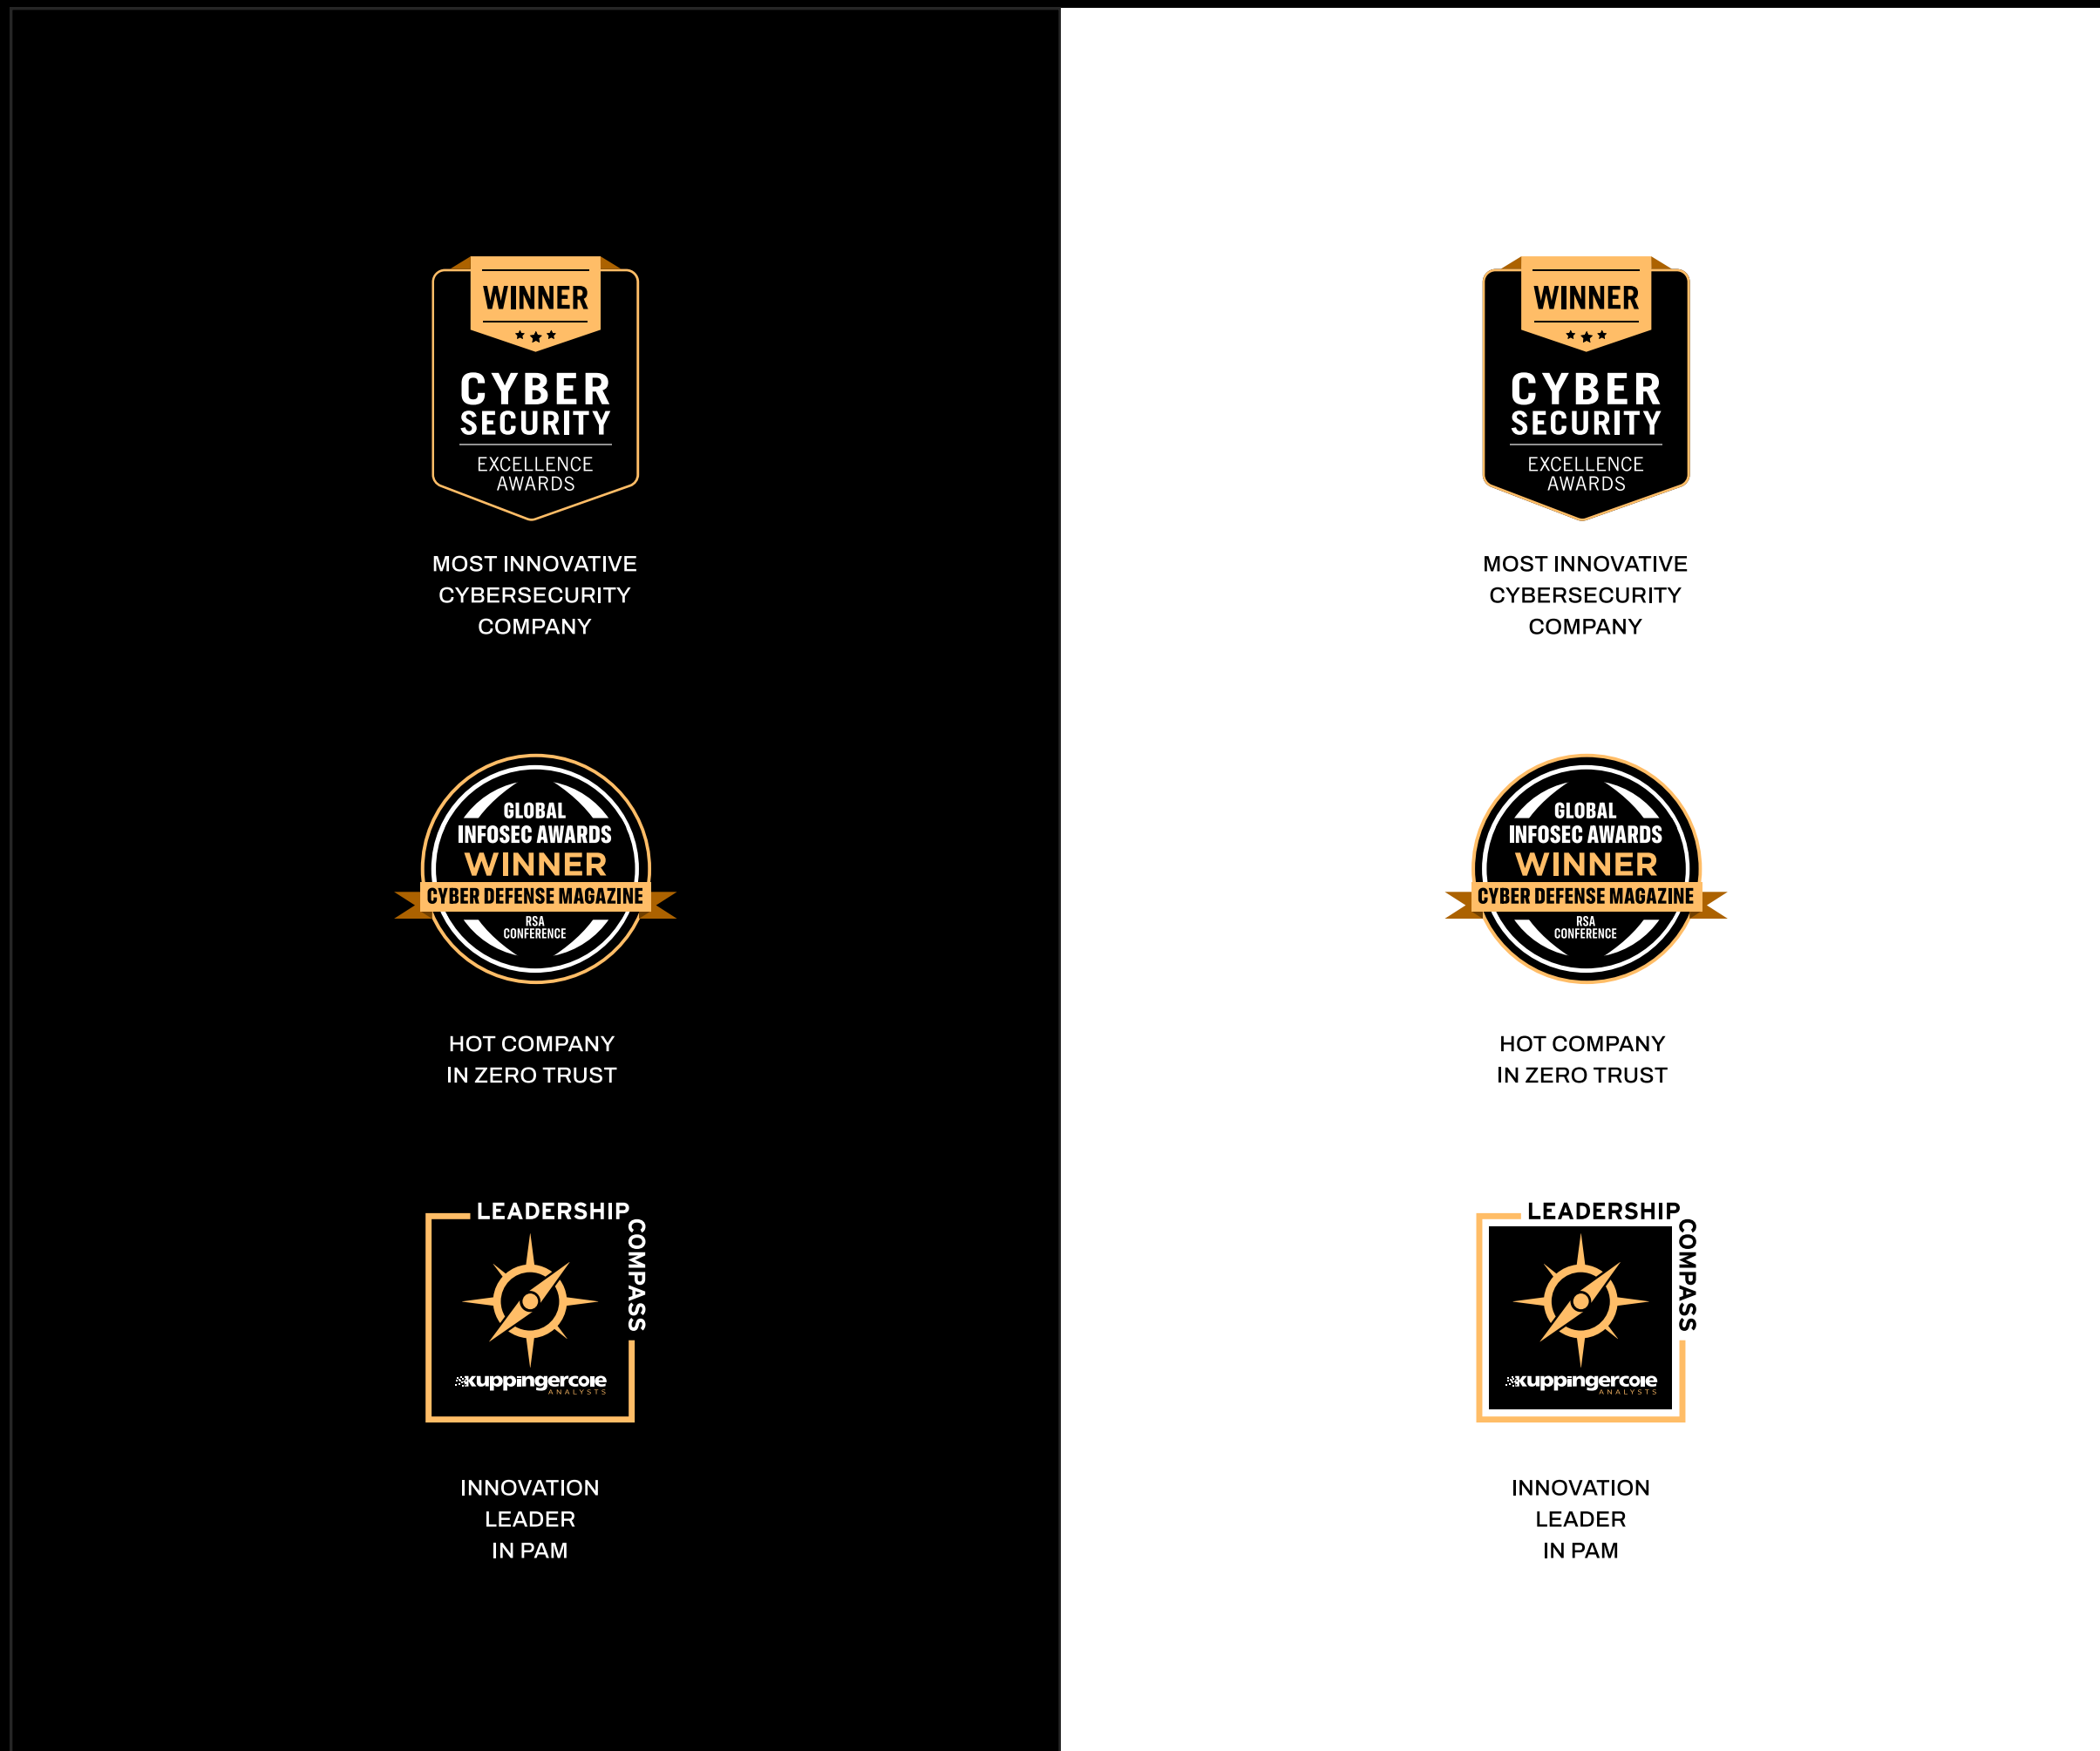 WINNER
CYBER
SECURITY
EXCELLENCE
AWARDS
MOST INNOVATIVE
CYBERSECURITY
COMPANY
GLOBAL
INFOSEC AWARDS
WINNER
CYBER DEFENSE MAGAZINE
RSA
CONFERENCE
HOT COMPANY
IN ZERO TRUST
LEADERSHIP
COMPASS
kuppingercole
ANALYSTS
INNOVATION
LEADER
IN PAM
WINNER
CYBER
SECURITY
EXCELLENCE
AWARDS
MOST INNOVATIVE
CYBERSECURITY
COMPANY
GLOBAL
INFOSEC AWARDS
WINNER
CYBER DEFENSE MAGAZINE
RSA
CONFERENCE
HOT COMPANY
IN ZERO TRUST
LEADERSHIP
COMPASS
kuppingercole
ANALYSTS
INNOVATION
LEADER
IN PAM